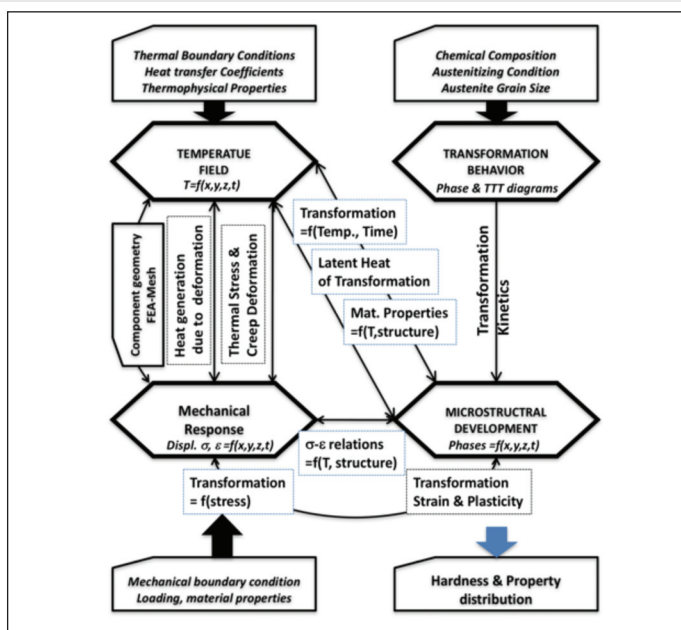 Thermal Boundary Conditions
Heat transfer Coefficients
Thermophysical Properties
Chemical Composition
Austenitizing Condition
Austenite Grain Size
TEMPERATUE
FIELD
T=f(x,y,z,t)
TRANSFORMATION
BEHAVIOR
Phase & TTT diagrams
Component geometry
FEA-Mesh
Heat generation
due to deformation
Thermal Stress &
Creep Deformation
Transformation
=f(Temp., Time)
Latent Heat
of Transformation
Mat. Properties
=f(T,structure)
Transformation
Kinetics
Mechanical
Response
Displ. σ, ε =f(x,y,z,t)
σ-ε relations
=f(T, structure)
MICROSTRUCTRAL
DEVELOPMENT
Phases =f(x,y,z,t)
Transformation
= f(stress)
Transformation
Strain & Plasticity
Mechanical boundary condition
Loading, material properties
Hardness & Property
distribution